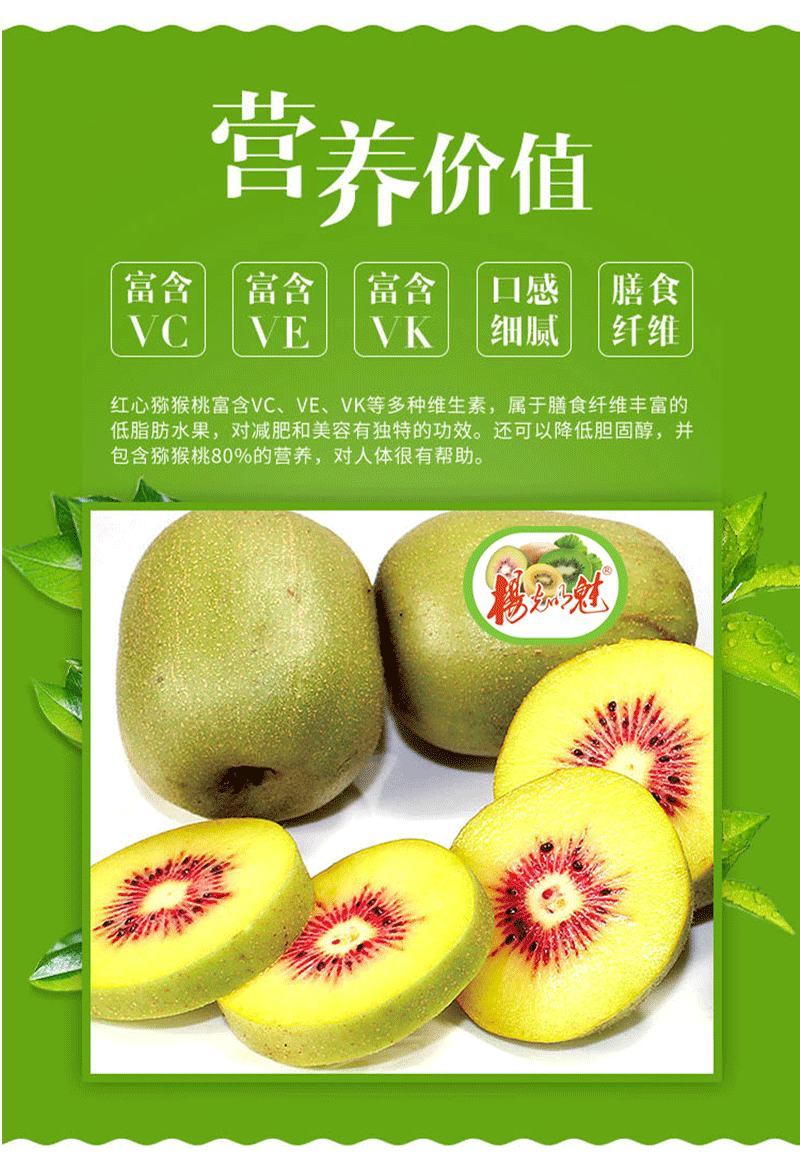 营养价值
富含
VC
富含
VE
富含
VK
口感
细腻
膳食
纤维
红心猕猴桃富含VC、VE、VK等多种维生素，属于膳食纤维丰富的
低脂肪水果，对减肥和美容有独特的功效。还可以降低胆固醇，并
包含猕猴桃80%的营养，对人体很有帮助。
楊先明魅®